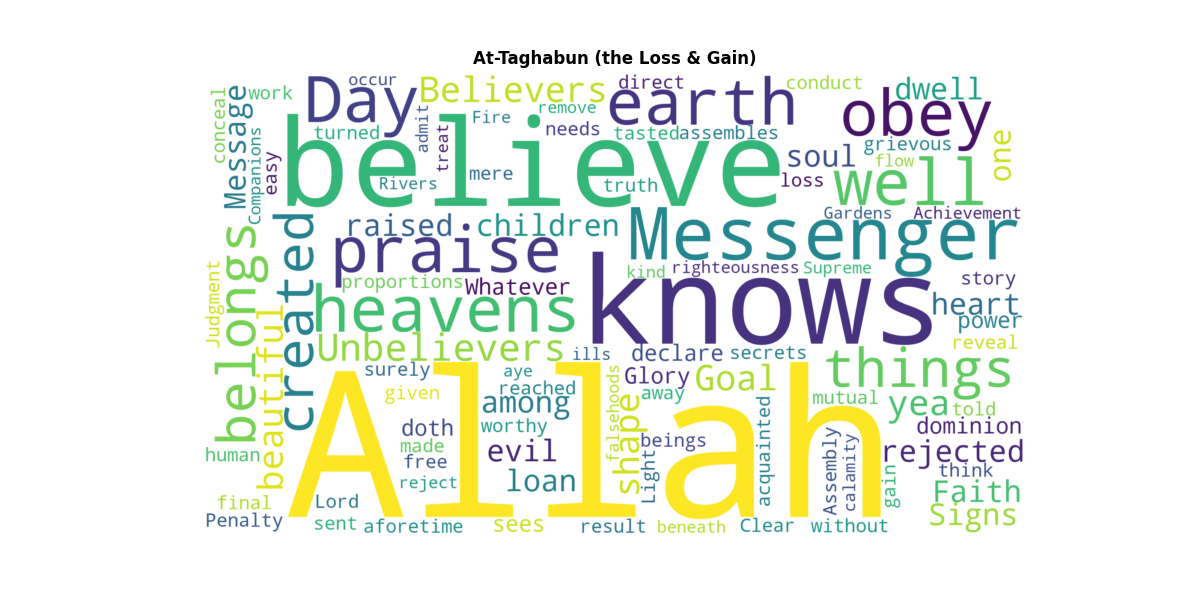 At-Taghabun (the Loss & Gain)
conceal
work
Message
Companions
easy
occur
Day
turned
admit
treat
Believers
Fire
believe
Rivers
mere
direct
remove
needs
earth
tasted
assembles
truth
conduct
dwell
obey
soul
grievous
flow
loss
well
one
raised
children
Messenger
Gardens
Achievement
belongs
created
praise
proportions
Whatever
kind
righteousness
Supreme
story
Judgment
beautiful
heavens
knows
heart
power
reveal
Unbelievers
ills
declare
secrets
things
surely
aye
given
reached
among
falsehoods
Glory
away
Goal
mutual
yea
told
Allah
doth
worthy
shape
dominion
human
made
free
evil
beings
Light
acquainted
Assembly
calamity
rejected
reject
loan
think
gain
Faith
final
Lord
Signs
Penalty
sent
aforetime
sees
result
beneath
Clear
without